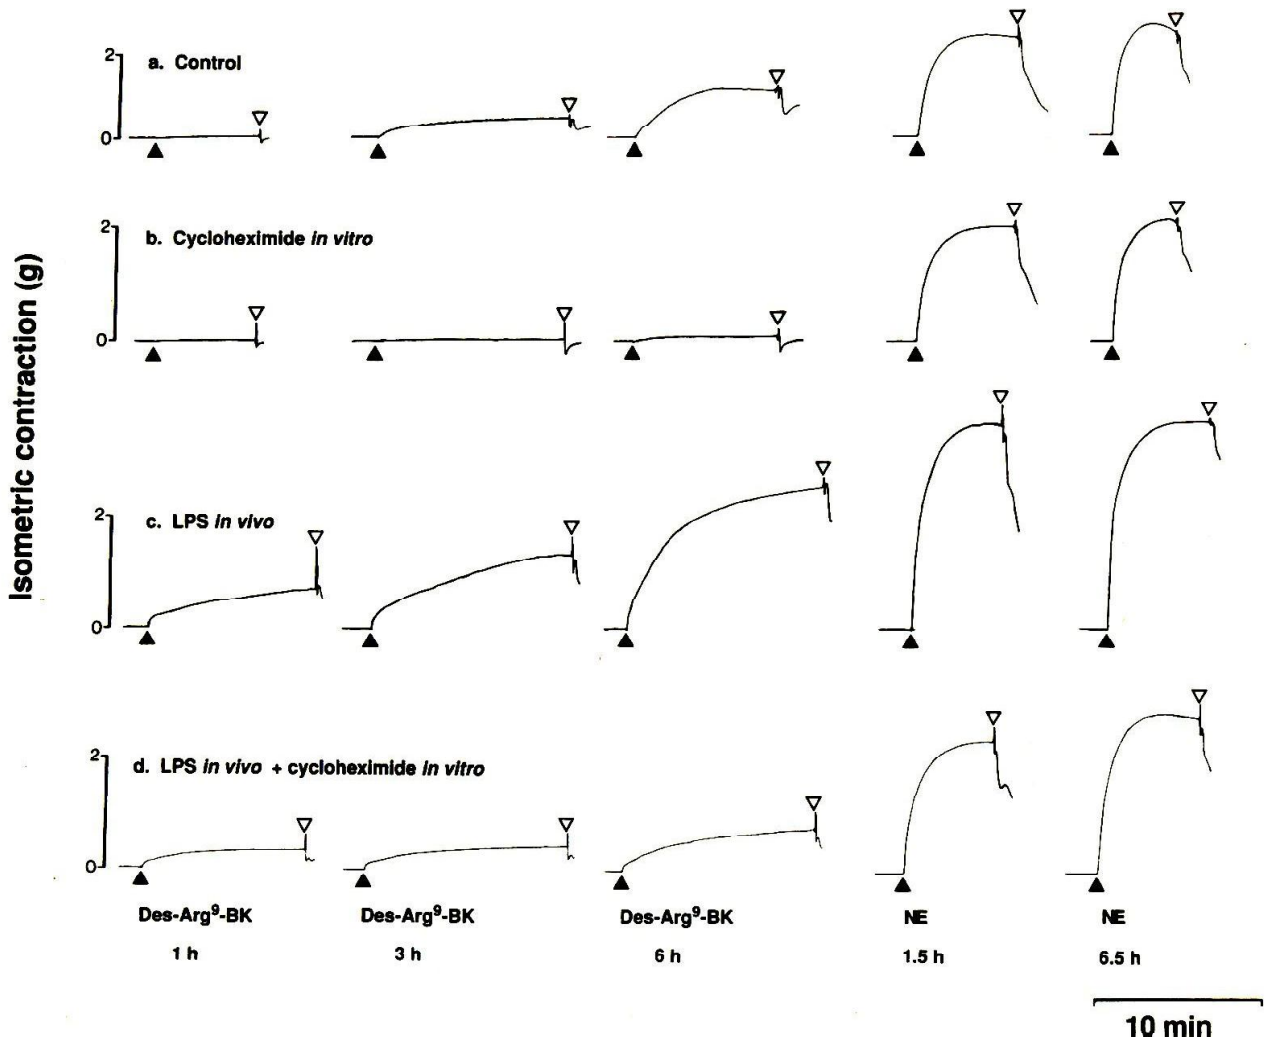 Isometric contraction (g)
2
a. Control
0
2
b. Cycloheximide in vitro
0
2
c. LPS in vivo
0
2
d. LPS in vivo + cycloheximide in vitro
0
Des-Arg⁹-BK Des-Arg⁹-BK Des-Arg⁹-BK NE NE
1 h 3 h 6 h 1.5 h 6.5 h
10 min